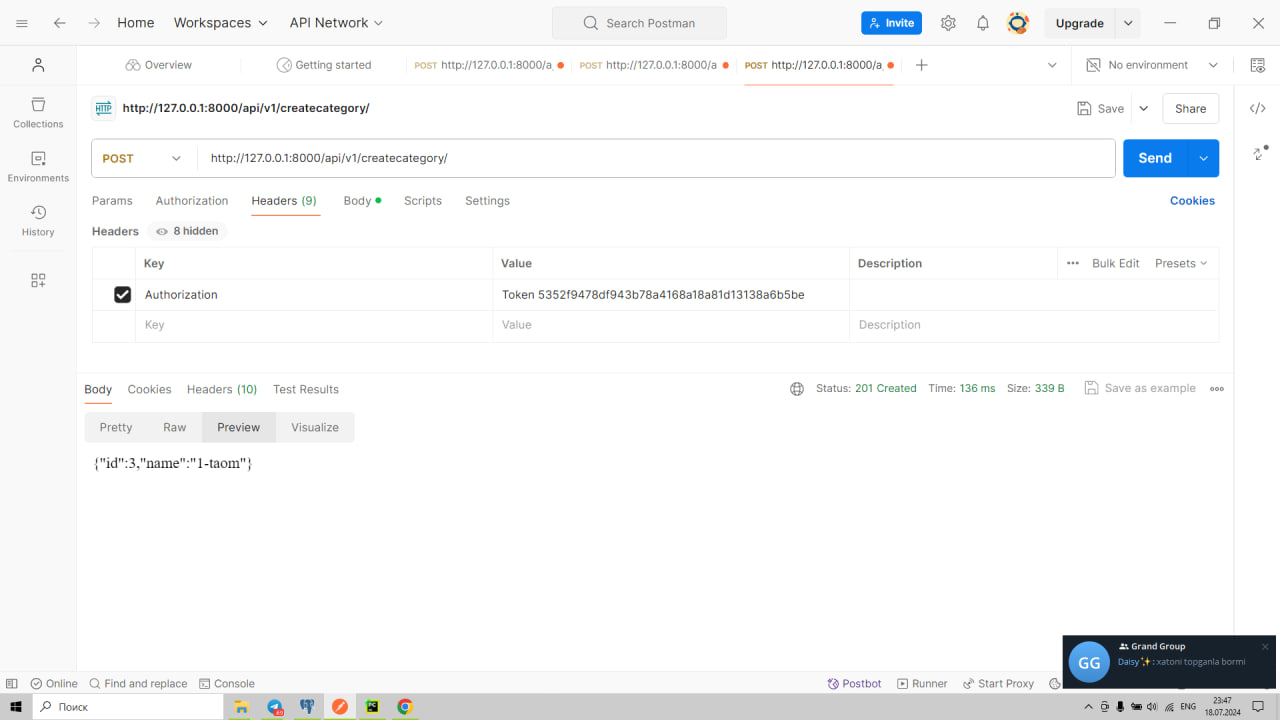 Home Workspaces API Network Search Postman Invite Upgrade
Overview Getting started POST http://127.0.0.1:8000/a POST http://127.0.0.1:8000/a POST http://127.0.0.1:8000/a No environment
HTTP http://127.0.0.1:8000/api/v1/createcategory/ Save Share
Collections
Environments
History
POST http://127.0.0.1:8000/api/v1/createcategory/ Send
Params Authorization Headers (9) Body Scripts Settings Cookies
Headers 8 hidden
Key Value Description Bulk Edit Presets
Authorization Token 5352f9478df943b78a4168a18a81d13138a6b5be
Key Value Description
Body Cookies Headers (10) Test Results Status: 201 Created Time: 136 ms Size: 339 B Save as example
Pretty Raw Preview Visualize
{"id":3,"name":"1-taom"}
Grand Group
GG
Daisy✨: xatoni topganla bormi
Online Find and replace Console Postbot Runner Start Proxy
Поиск ENG 23:47
18.07.2024